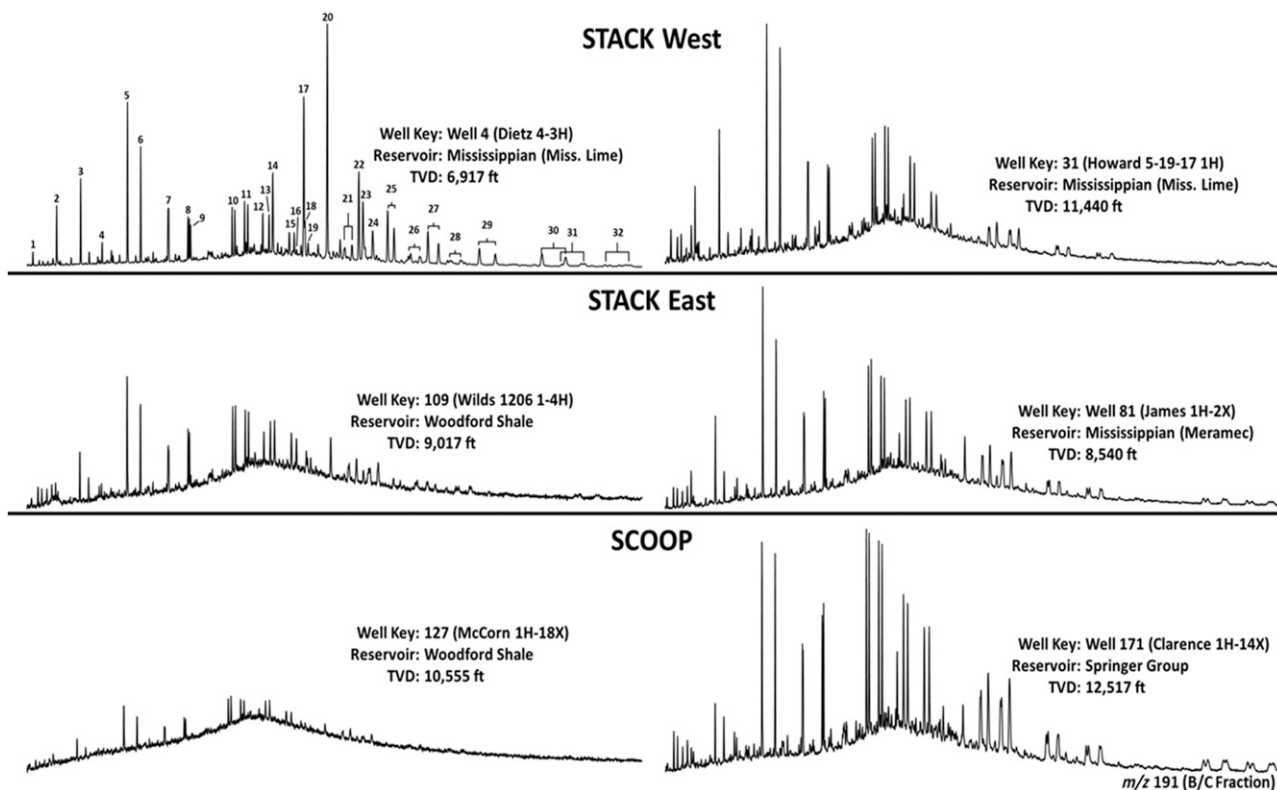 STACK West
1
2
3
4
5
6
7
8
9
10
11
12
13
14
15
16
17
18
19
20
21
22
23
24
25
26
27
28
29
30
31
32
Well Key: Well 4 (Dietz 4-3H)
Reservoir: Mississippian (Miss. Lime)
TVD: 6,917 ft
Well Key: 31 (Howard 5-19-17 1H)
Reservoir: Mississippian (Miss. Lime)
TVD: 11,440 ft
STACK East
Well Key: 109 (Wilds 1206 1-4H)
Reservoir: Woodford Shale
TVD: 9,017 ft
Well Key: Well 81 (James 1H-2X)
Reservoir: Mississippian (Meramec)
TVD: 8,540 ft
SCOOP
Well Key: 127 (McCorn 1H-18X)
Reservoir: Woodford Shale
TVD: 10,555 ft
Well Key: Well 171 (Clarence 1H-14X)
Reservoir: Springer Group
TVD: 12,517 ft
m/z 191 (B/C Fraction)